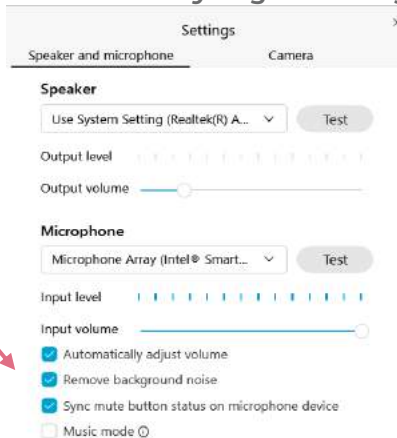 Settings
Speaker and microphone Camera
Speaker
Use System Setting (Realtek(R) A... Test
Output level
Output volume
Microphone
Microphone Array (Intel® Smart... Test
Input level
Input volume
Automatically adjust volume
Remove background noise
Sync mute button status on microphone device
Music mode